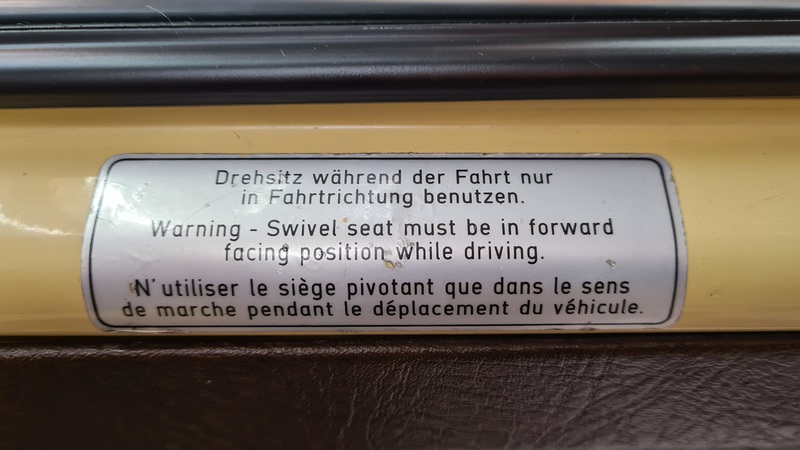 Drehsitz während der Fahrt nur
in Fahrtrichtung benutzen.
Warning - Swivel seat must be in forward
facing position while driving.
N'utiliser le siège pivotant que dans le sens
de marche pendant le déplacement du véhicule.